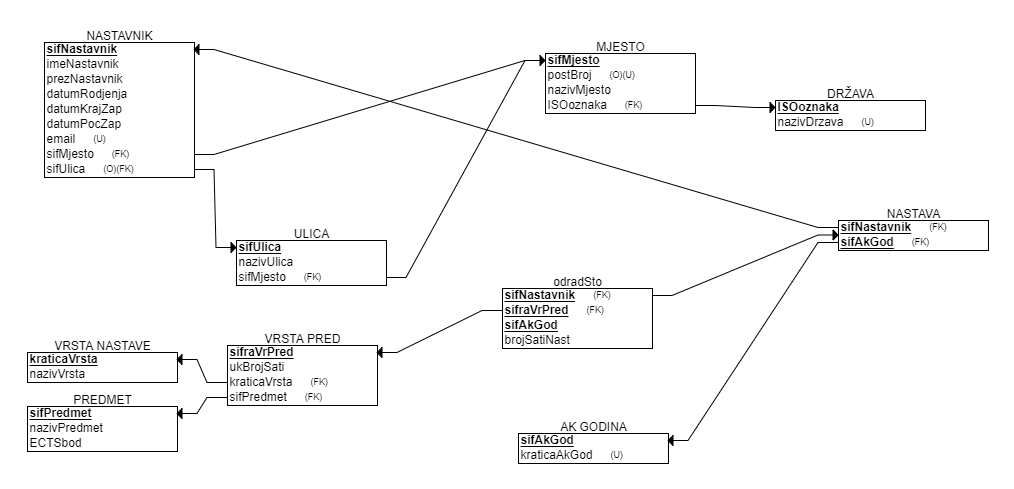 NASTAVNIK
sifNastavnik
imeNastavnik
prezNastavnik
datumRodjenja
datumKrajZap
datumPocZap
email (U)
sifMjesto (FK)
sifUlica (O)(FK)
MJESTO
sifMjesto
postBroj (O)(U)
nazivMjesto
ISOoznaka (FK)
DRŽAVA
ISOoznaka
nazivDrzava (U)
NASTAVA
sifNastavnik (FK)
sifAkGod (FK)
ULICA
sifUlica
nazivUlica
sifMjesto (FK)
odradSto
sifNastavnik (FK)
sifraVrPred (FK)
sifAkGod
brojSatiNast
VRSTA NASTAVE
kraticaVrsta
nazivVrsta
VRSTA PRED
sifraVrPred
ukBrojSati
kraticaVrsta (FK)
sifPredmet (FK)
PREDMET
sifPredmet
nazivPredmet
ECTSbod
AK GODINA
sifAkGod
kraticaAkGod (U)